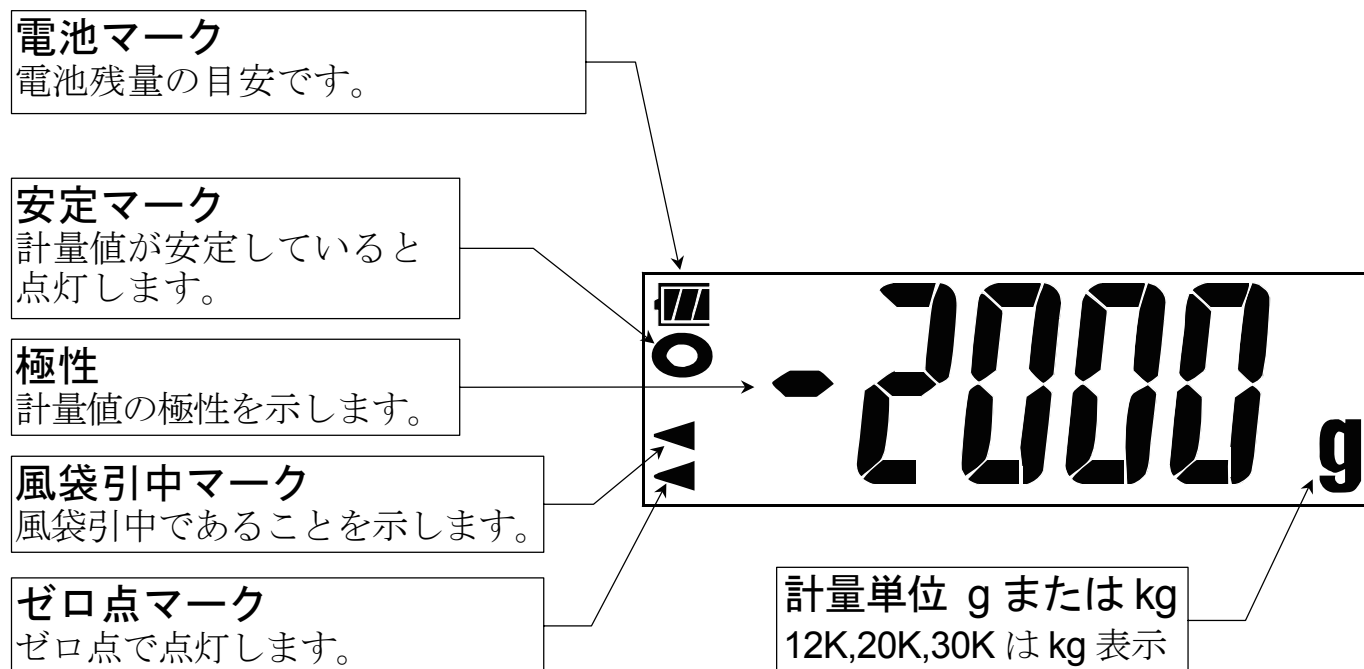 電池マーク
電池残量の目安です。
安定マーク
計量値が安定していると
点灯します。
極性
計量値の極性を示します。
風袋引中マーク
風袋引中であることを示します。
ゼロ点マーク
ゼロ点で点灯します。
-2000 g
計量単位 g または kg
12K,20K,30K は kg 表示